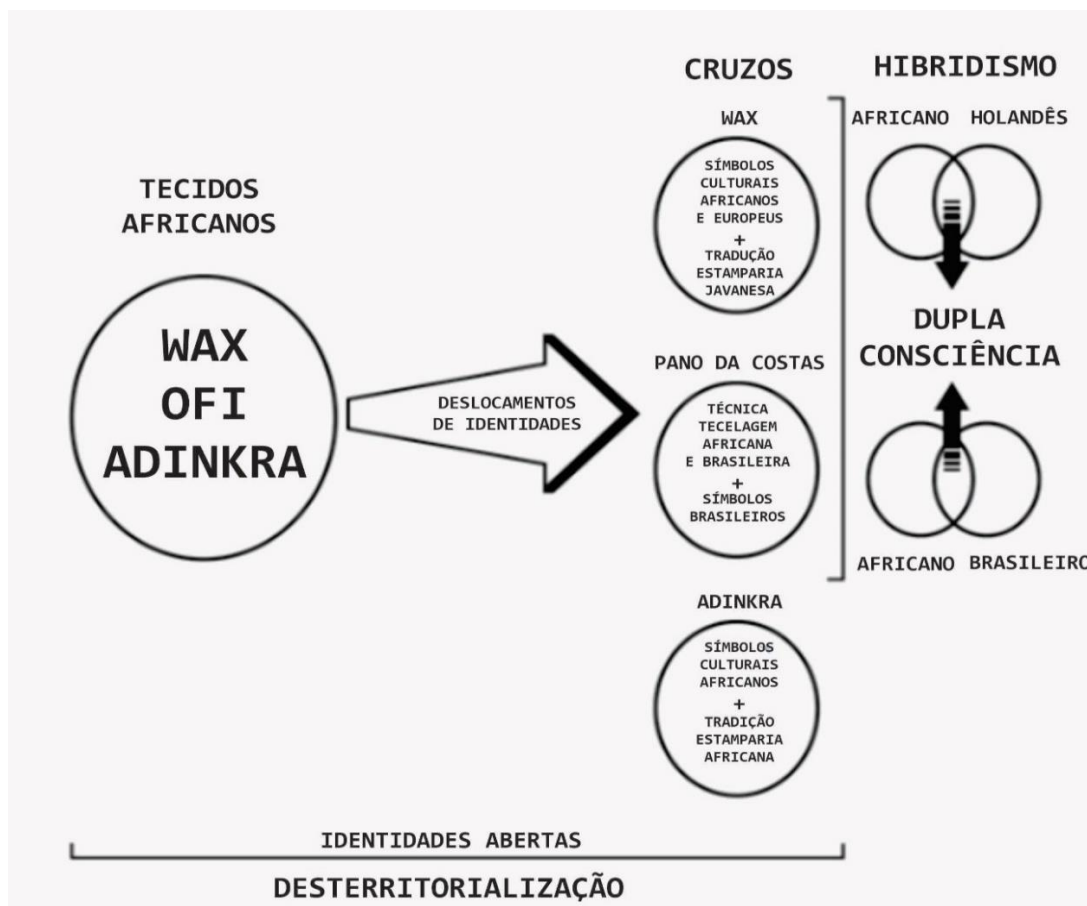 TECIDOS
AFRICANOS
WAX
OFI
ADINKRA
DESLOCAMENTOS
DE IDENTIDADES
CRUZOS
WAX
SÍMBOLOS
CULTURAIS
AFRICANOS
E EUROPEUS
+
TRADUÇÃO
ESTAMPARIA
JAVANESA
PANO DA COSTAS
TÉCNICA
TECELAGEM
AFRICANA
E BRASILEIRA
+
SÍMBOLOS
BRASILEIROS
ADINKRA
SÍMBOLOS
CULTURAIS
AFRICANOS
+
TRADIÇÃO
ESTAMPARIA
AFRICANA
HIBRIDISMO
AFRICANO HOLANDÊS
DUPLA
CONSCIÊNCIA
AFRICANO BRASILEIRO
IDENTIDADES ABERTAS
DESTERRITORIALIZAÇÃO